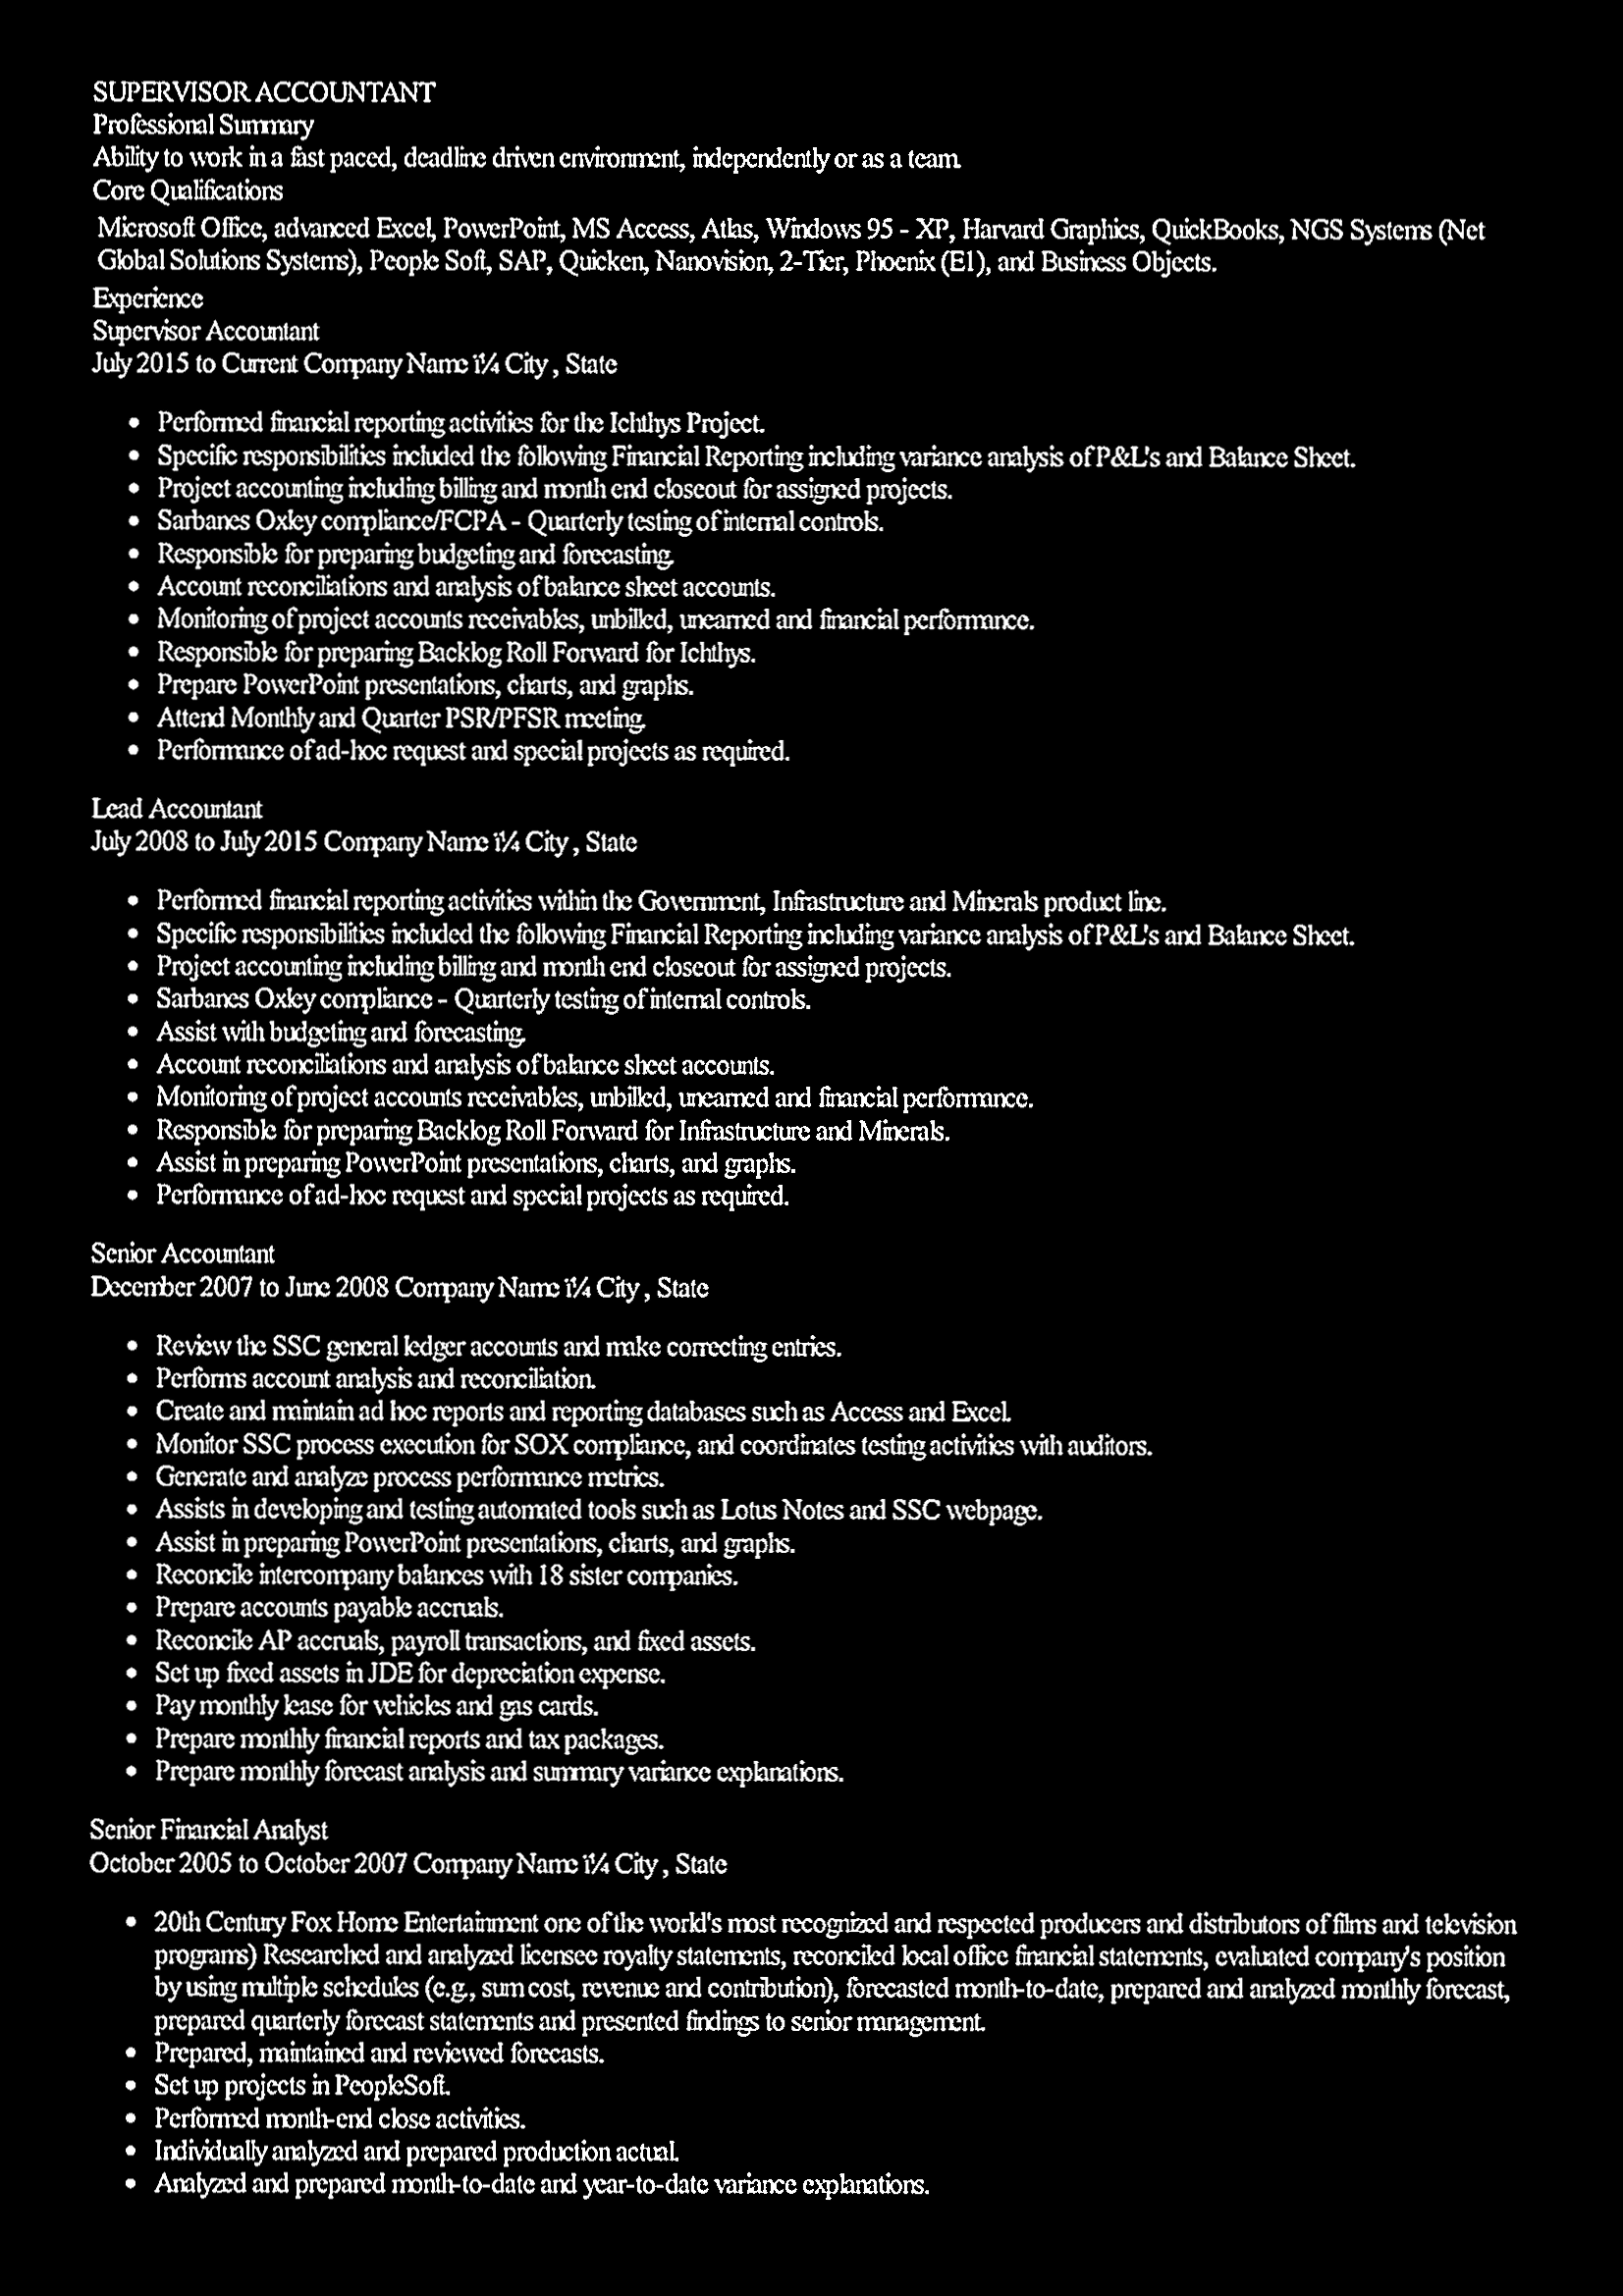 SUPERVISOR ACCOUNTANT
Professional Summary
Ability to work in a fast paced, deadline driven environment, independently or as a team.
Core Qualifications
Microsoft Office, advanced Excel, PowerPoint, MS Access, Atlas, Windows 95 - XP, Harvard Graphics, QuickBooks, NGS Systems (Net
Global Solutions Systems), People Soft, SAP, Quicken, Nanovision, 2-Tier, Phoenix (E1), and Business Objects.
Experience
Supervisor Accountant
July 2015 to Current Company Name ï¼ City , State
• Performed financial reporting activities for the Ichthys Project.
• Specific responsibilities included the following Financial Reporting including variance analysis of P&L's and Balance Sheet.
• Project accounting including billing and month end closeout for assigned projects.
• Sarbanes Oxley compliance/FCPA - Quarterly testing of internal controls.
• Responsible for preparing budgeting and forecasting.
• Account reconciliations and analysis of balance sheet accounts.
• Monitoring of project accounts receivables, unbilled, unearned and financial performance.
• Responsible for preparing Backlog Roll Forward for Ichthys.
• Prepare PowerPoint presentations, charts, and graphs.
• Attend Monthly and Quarter PSR/PFSR meeting.
• Performance of ad-hoc request and special projects as required.
Lead Accountant
July 2008 to July 2015 Company Name ï¼ City , State
• Performed financial reporting activities within the Government, Infrastructure and Minerals product line.
• Specific responsibilities included the following Financial Reporting including variance analysis of P&L's and Balance Sheet.
• Project accounting including billing and month end closeout for assigned projects.
• Sarbanes Oxley compliance - Quarterly testing of internal controls.
• Assist with budgeting and forecasting.
• Account reconciliations and analysis of balance sheet accounts.
• Monitoring of project accounts receivables, unbilled, unearned and financial performance.
• Responsible for preparing Backlog Roll Forward for Infrastructure and Minerals.
• Assist in preparing PowerPoint presentations, charts, and graphs.
• Performance of ad-hoc request and special projects as required.
Senior Accountant
December 2007 to June 2008 Company Name ï¼ City , State
• Review the SSC general ledger accounts and make correcting entries.
• Performs account analysis and reconciliation.
• Create and maintain ad hoc reports and reporting databases such as Access and Excel.
• Monitor SSC process execution for SOX compliance, and coordinates testing activities with auditors.
• Generate and analyze process performance metrics.
• Assists in developing and testing automated tools such as Lotus Notes and SSC webpage.
• Assist in preparing PowerPoint presentations, charts, and graphs.
• Reconcile intercompany balances with 18 sister companies.
• Prepare accounts payable accruals.
• Reconcile AP accruals, payroll transactions, and fixed assets.
• Set up fixed assets in JDE for depreciation expense.
• Pay monthly lease for vehicles and gas cards.
• Prepare monthly financial reports and tax packages.
• Prepare monthly forecast analysis and summary variance explanations.
Senior Financial Analyst
October 2005 to October 2007 Company Name ï¼ City , State
• 20th Century Fox Home Entertainment one of the world's most recognized and respected producers and distributors of films and television
programs) Researched and analyzed licensee royalty statements, reconciled local office financial statements, evaluated company's position
by using multiple schedules (e.g., sum cost, revenue and contribution), forecasted month-to-date, prepared and analyzed monthly forecast,
prepared quarterly forecast statements and presented findings to senior management.
• Prepared, maintained and reviewed forecasts.
• Set up projects in PeopleSoft.
• Performed month-end close activities.
• Individually analyzed and prepared production actual.
• Analyzed and prepared month-to-date and year-to-date variance explanations.